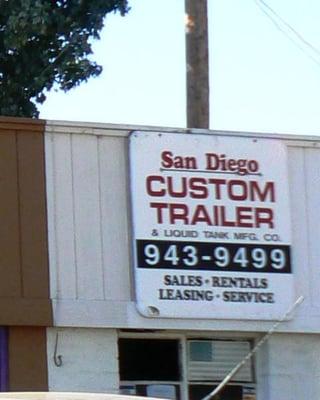 San Diego
CUSTOM
TRAILER
& LIQUID TANK MFG. CO.
943-9499
SALES • RENTALS
LEASING • SERVICE